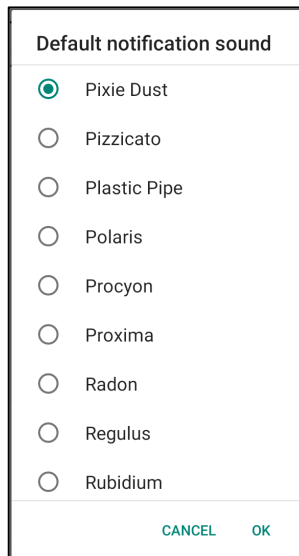 Default notification sound
Pixie Dust
Pizzicato
Plastic Pipe
Polaris
Procyon
Proxima
Radon
Regulus
Rubidium
CANCEL OK